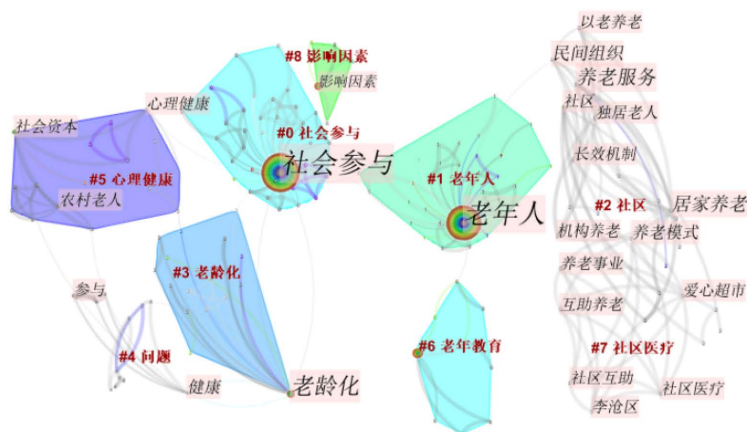 以老养老
民间组织
#8 影响因素
养老服务
影响因素
心理健康
社区
独居老人
社会资本
#0 社会参与
社会参与
长效机制
#5 心理健康
#1 老年人
农村老人
老年人
#2 社区
居家养老
机构养老
养老模式
#3 老龄化
养老事业
参与
爱心超市
互助养老
#4 问题
#6 老年教育
#7 社区医疗
健康
老龄化
社区互助
社区医疗
李沧区